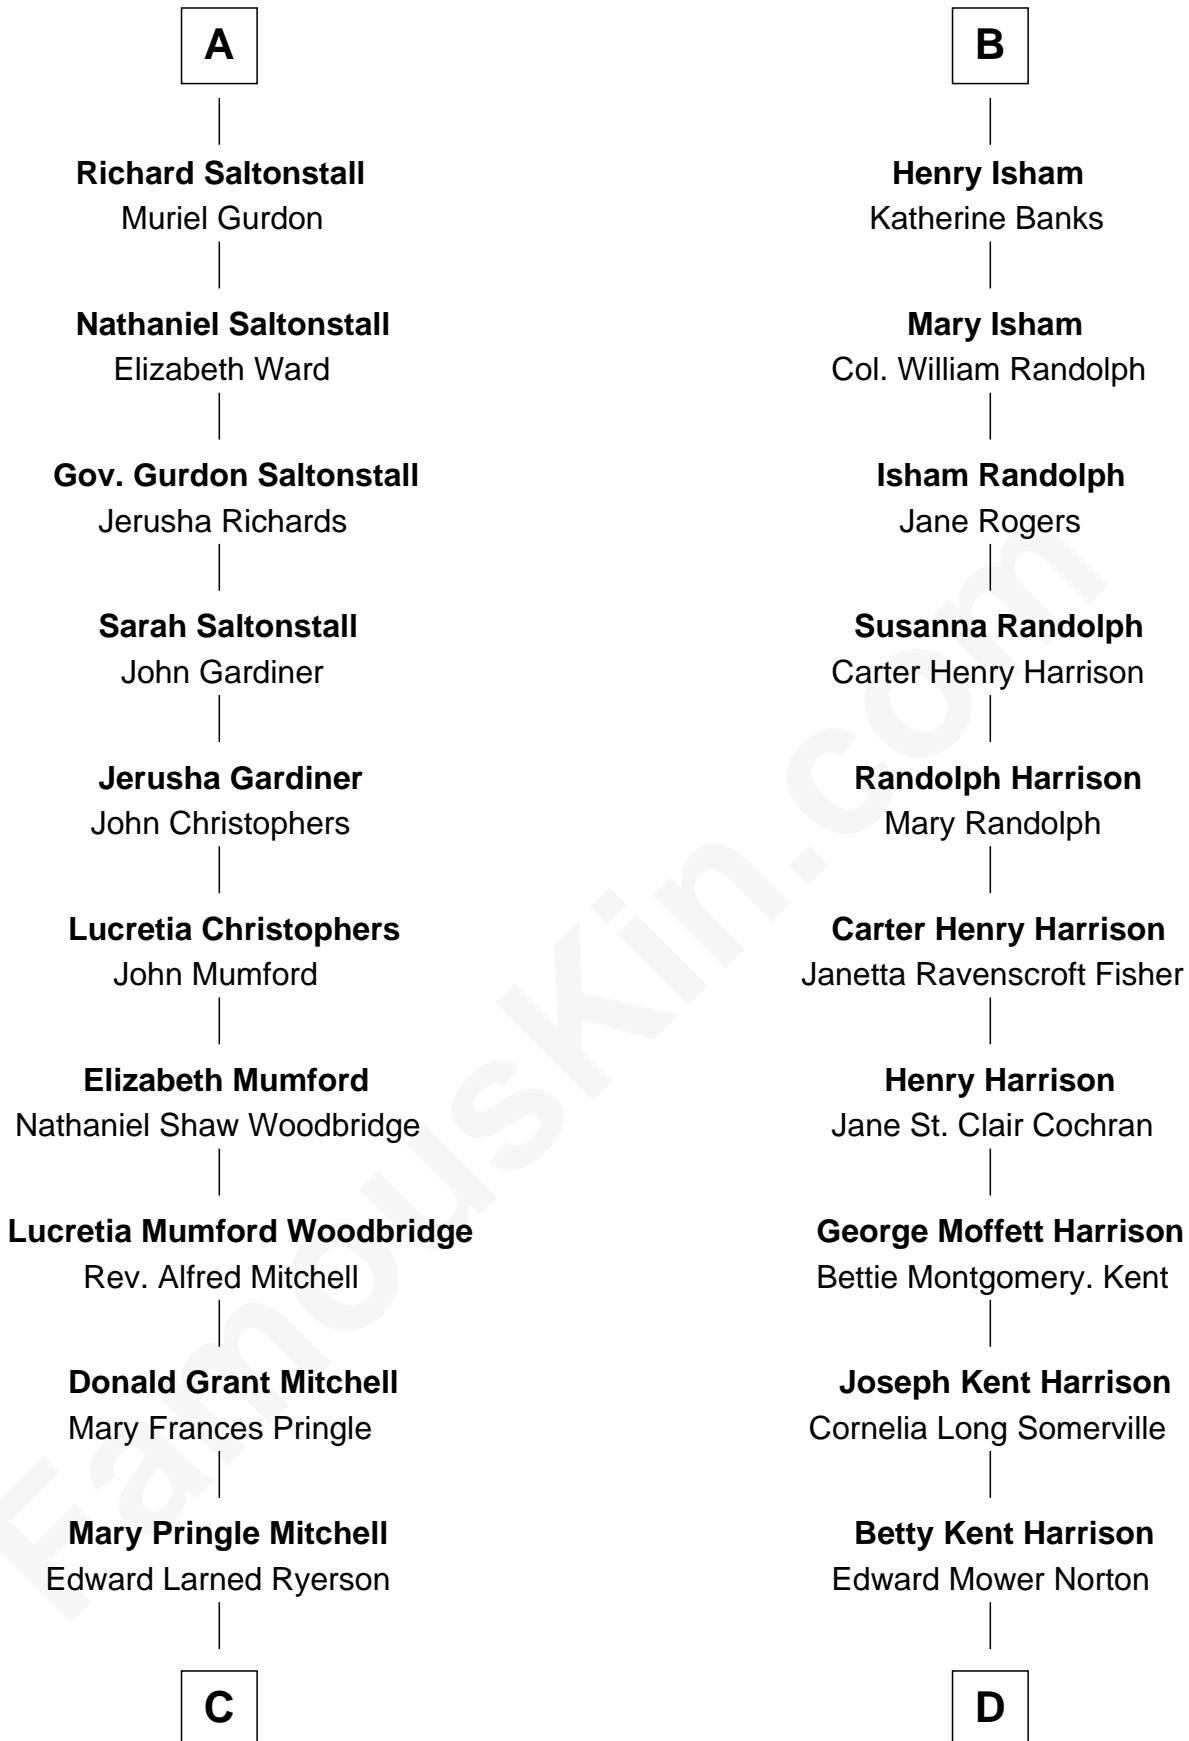 A
Richard Saltonstall
Muriel Gurdon
Nathaniel Saltonstall
Elizabeth Ward
Gov. Gurdon Saltonstall
Jerusha Richards
Sarah Saltonstall
John Gardiner
Jerusha Gardiner
John Christophers
Lucretia Christophers
John Mumford
Elizabeth Mumford
Nathaniel Shaw Woodbridge
Lucretia Mumford Woodbridge
Rev. Alfred Mitchell
Donald Grant Mitchell
Mary Frances Pringle
Mary Pringle Mitchell
Edward Larned Ryerson
C
B
Henry Isham
Katherine Banks
Mary Isham
Col. William Randolph
Isham Randolph
Jane Rogers
Susanna Randolph
Carter Henry Harrison
Randolph Harrison
Mary Randolph
Carter Henry Harrison
Janetta Ravenscroft Fisher
Henry Harrison
Jane St. Clair Cochran
George Moffett Harrison
Bettie Montgomery. Kent
Joseph Kent Harrison
Cornelia Long Somerville
Betty Kent Harrison
Edward Mower Norton
D
FamousKin.com